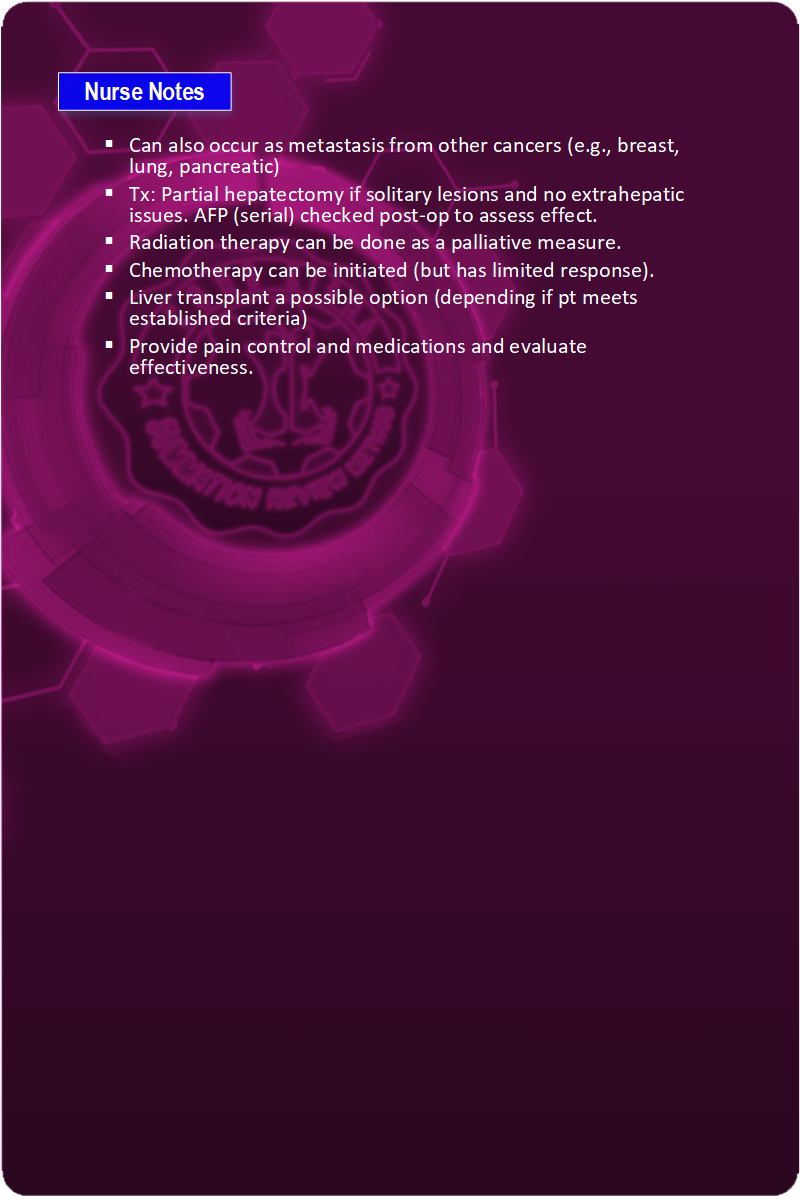 Nurse Notes
▪ Can also occur as metastasis from other cancers (e.g., breast,
lung, pancreatic)
▪ Tx: Partial hepatectomy if solitary lesions and no extrahepatic
issues. AFP (serial) checked post-op to assess effect.
▪ Radiation therapy can be done as a palliative measure.
▪ Chemotherapy can be initiated (but has limited response).
▪ Liver transplant a possible option (depending if pt meets
established criteria)
▪ Provide pain control and medications and evaluate
effectiveness.
REVIEW